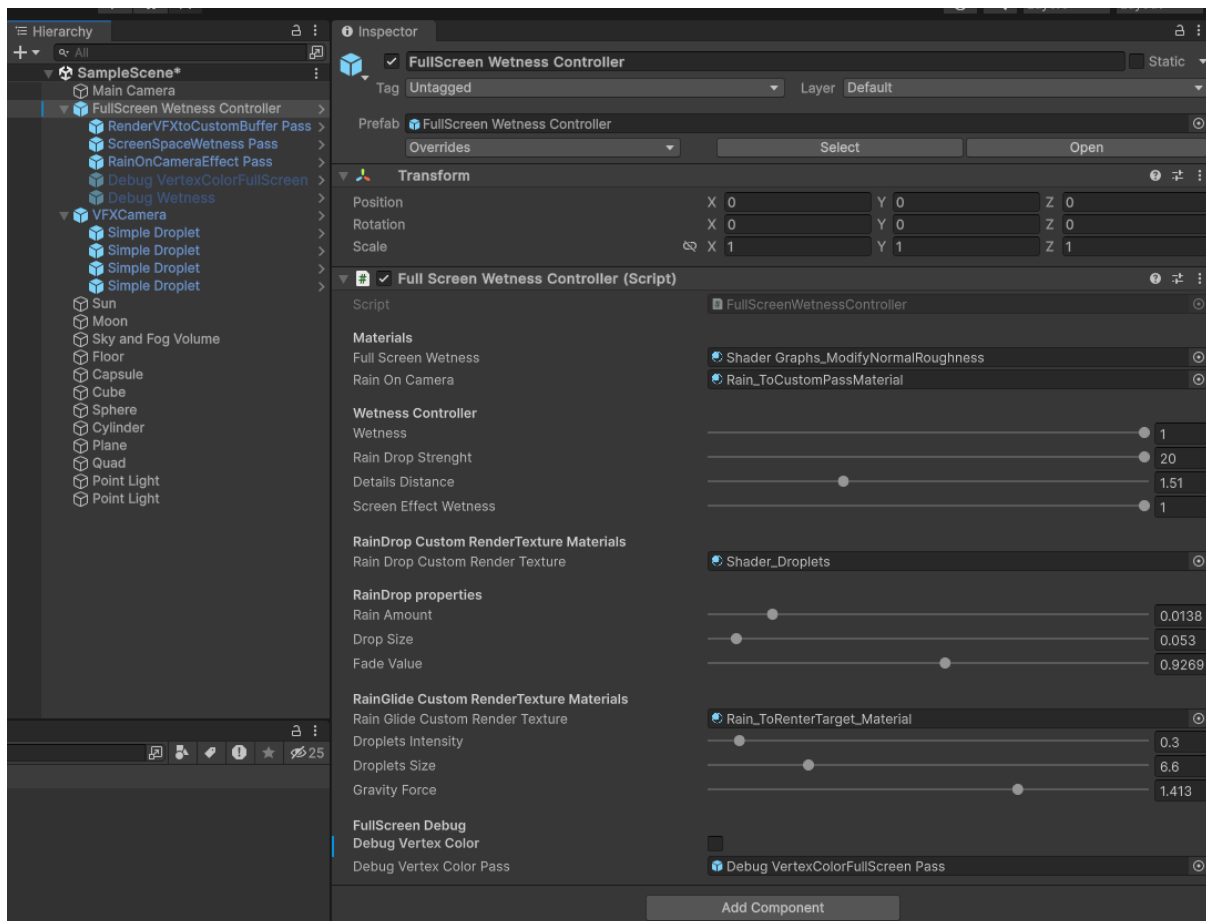 Hierarchy
All
SampleScene*
Main Camera
FullScreen Wetness Controller
RenderVFXtoCustomBuffer Pass
ScreenSpaceWetness Pass
RainOnCameraEffect Pass
Debug VertexColorFullScreen
Debug Wetness
VFXCamera
Simple Droplet
Simple Droplet
Simple Droplet
Simple Droplet
Sun
Moon
Sky and Fog Volume
Floor
Capsule
Cube
Sphere
Cylinder
Plane
Quad
Point Light
Point Light
25
Inspector
FullScreen Wetness Controller Static
Tag Untagged Layer Default
Prefab FullScreen Wetness Controller
Overrides Select Open
Transform
Position X 0 Y 0 Z 0
Rotation X 0 Y 0 Z 0
Scale X 1 Y 1 Z 1
# Full Screen Wetness Controller (Script)
Script FullScreenWetnessController
Materials
Full Screen Wetness Shader Graphs_ModifyNormalRoughness
Rain On Camera Rain_ToCustomPassMaterial
Wetness Controller
Wetness 1
Rain Drop Strenght 20
Details Distance 1.51
Screen Effect Wetness 1
RainDrop Custom RenderTexture Materials
Rain Drop Custom Render Texture Shader_Droplets
RainDrop properties
Rain Amount 0.0138
Drop Size 0.053
Fade Value 0.9269
RainGlide Custom RenderTexture Materials
Rain Glide Custom Render Texture Rain_ToRenterTarget_Material
Droplets Intensity 0.3
Droplets Size 6.6
Gravity Force 1.413
FullScreen Debug
Debug Vertex Color
Debug Vertex Color Pass Debug VertexColorFullScreen Pass
Add Component